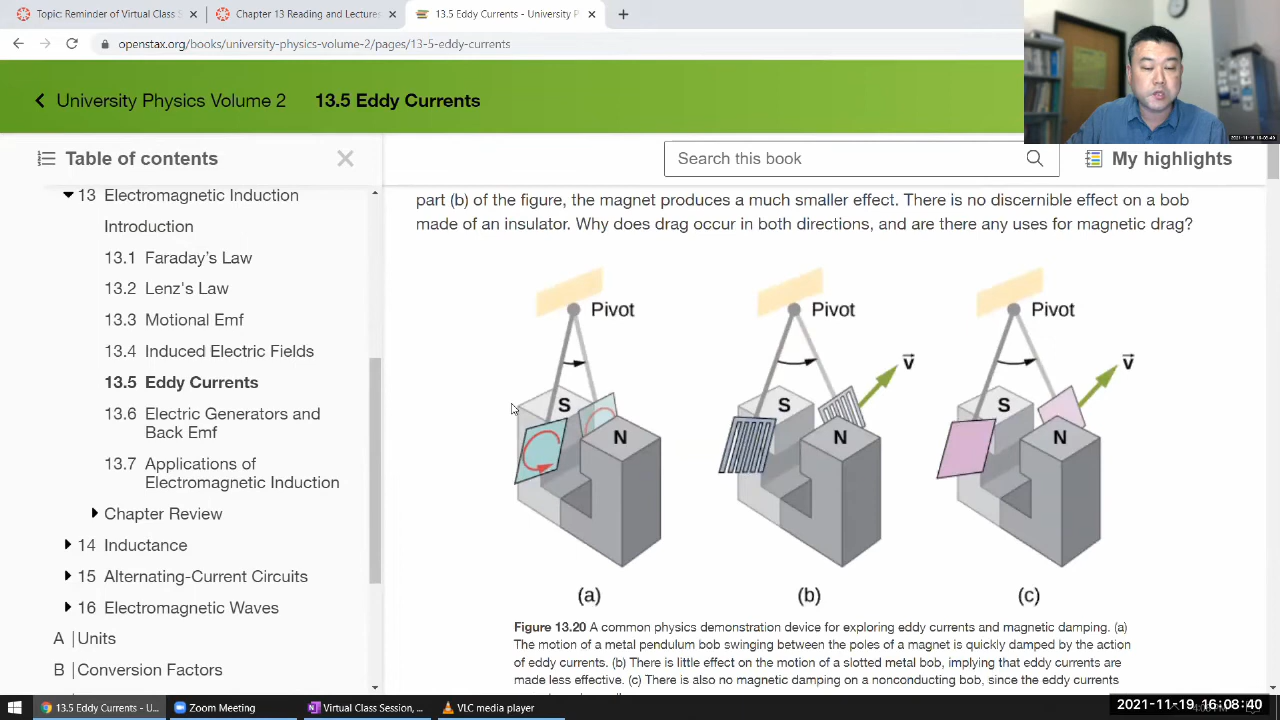 Topic: Reminder of Virtual Class S
Chapter 13 Reading and Lectures
13.5 Eddy Currents - University P
openstax.org/books/university-physics-volume-2/pages/13-5-eddy-currents
University Physics Volume 2
13.5 Eddy Currents
Table of contents
Search this book
My highlights
13 Electromagnetic Induction
Introduction
13.1 Faraday's Law
13.2 Lenz's Law
13.3 Motional Emf
13.4 Induced Electric Fields
13.5 Eddy Currents
13.6 Electric Generators and
Back Emf
13.7 Applications of
Electromagnetic Induction
Chapter Review
14 Inductance
15 Alternating-Current Circuits
16 Electromagnetic Waves
A | Units
B | Conversion Factors
part (b) of the figure, the magnet produces a much smaller effect. There is no discernible effect on a bob
made of an insulator. Why does drag occur in both directions, and are there any uses for magnetic drag?
Pivot
S
N
(a)
Pivot
v
S
N
(b)
Pivot
v
S
N
(c)
Figure 13.20 A common physics demonstration device for exploring eddy currents and magnetic damping. (a)
The motion of a metal pendulum bob swinging between the poles of a magnet is quickly damped by the action
of eddy currents. (b) There is little effect on the motion of a slotted metal bob, implying that eddy currents are
made less effective. (c) There is also no magnetic damping on a nonconducting bob, since the eddy currents
13.5 Eddy Currents - U...
Zoom Meeting
Virtual Class Session, ...
VLC media player
2021-11-19 16:08:40